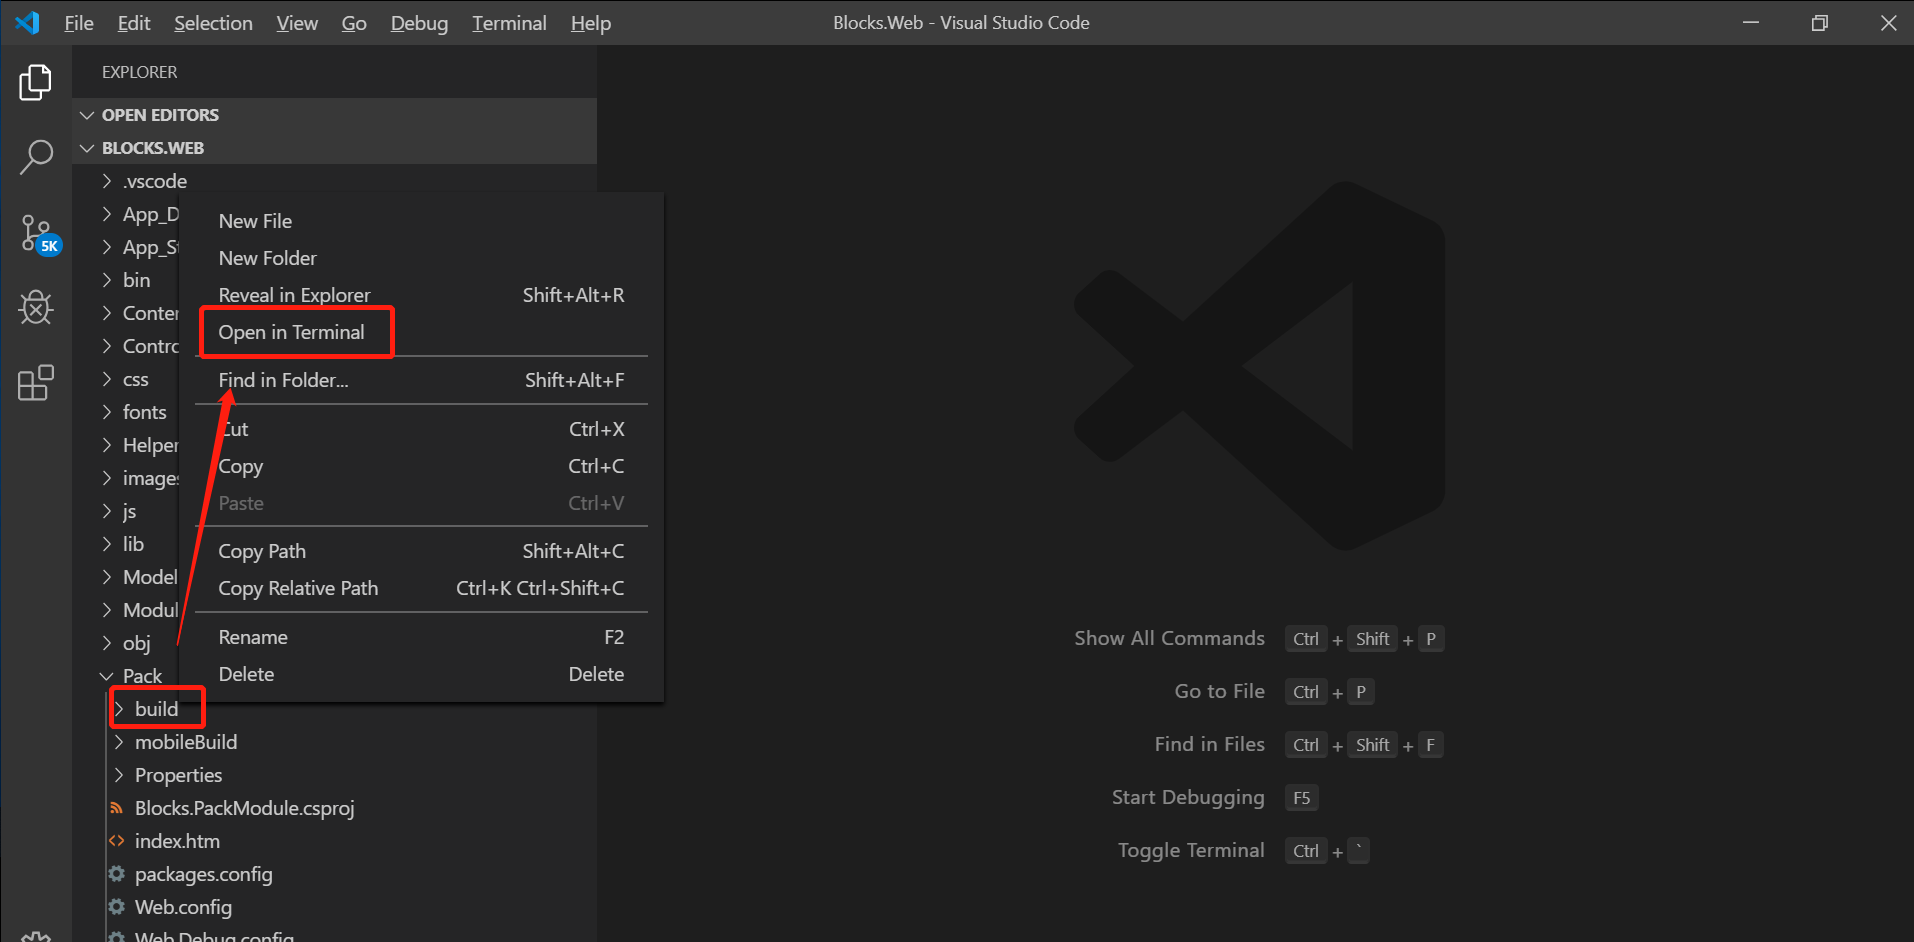 File Edit Selection View Go Debug Terminal Help Blocks.Web - Visual Studio Code
EXPLORER
OPEN EDITORS
BLOCKS.WEB
.vscode
App_D
App_St
bin
Conten
Contro
css
fonts
Helper
images
js
lib
Model
Modul
obj
Pack
build
mobileBuild
Properties
Blocks.PackModule.csproj
index.htm
packages.config
Web.config
Web.Debug.config
5K
New File
New Folder
Reveal in Explorer Shift+Alt+R
Open in Terminal
Find in Folder... Shift+Alt+F
Cut Ctrl+X
Copy Ctrl+C
Paste Ctrl+V
Copy Path Shift+Alt+C
Copy Relative Path Ctrl+K Ctrl+Shift+C
Rename F2
Delete Delete
Show All Commands Ctrl + Shift + P
Go to File Ctrl + P
Find in Files Ctrl + Shift + F
Start Debugging F5
Toggle Terminal Ctrl + `